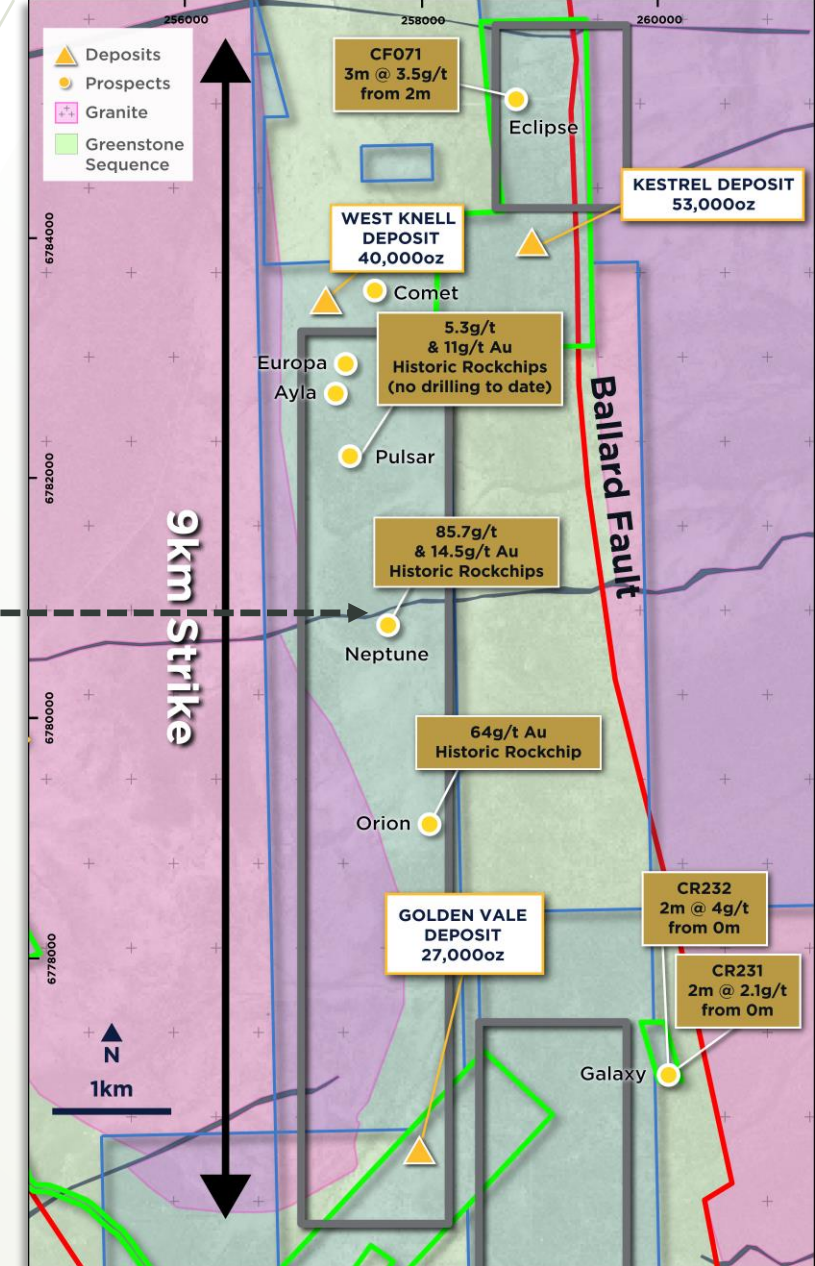 256000
258000
260000
Deposits
Prospects
Granite
Greenstone
Sequence
CF071
3m @ 3.5g/t
from 2m
Eclipse
KESTREL DEPOSIT
53,000oz
6784000
WEST KNELL
DEPOSIT
40,000oz
Comet
5.3g/t
& 11g/t Au
Historic Rockchips
(no drilling to date)
Europa
Ayla
Ballard Fault
Pulsar
6782000
9km Strike
85.7g/t
& 14.5g/t Au
Historic Rockchips
Neptune
6780000
64g/t Au
Historic Rockchip
Orion
CR232
2m @ 4g/t
from 0m
GOLDEN VALE
DEPOSIT
27,000oz
6778000
CR231
2m @ 2.1g/t
from 0m
N
1km
Galaxy